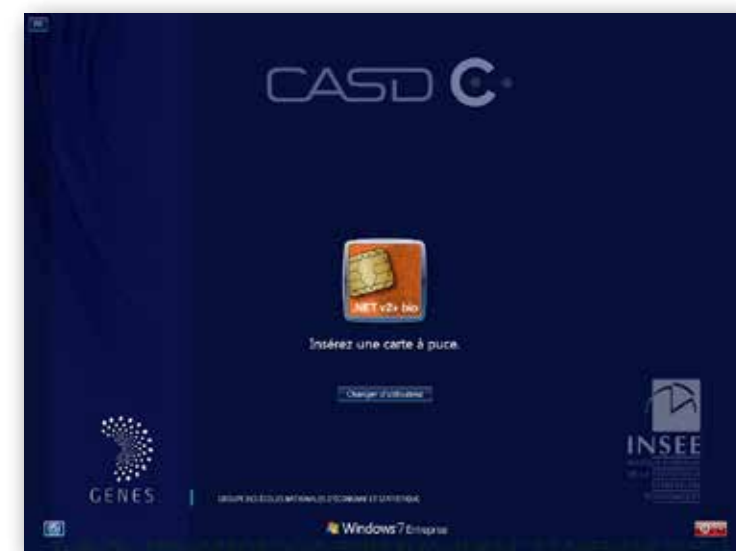 FR
CASD C
.NET v2+ bio
Insérez une carte à puce.
Changer d'utilisateur
INSEE
GENES
GROUPE DES ÉCOLES NATIONALES D'ÉCONOMIE ET STATISTIQUE
Windows 7 Entreprise